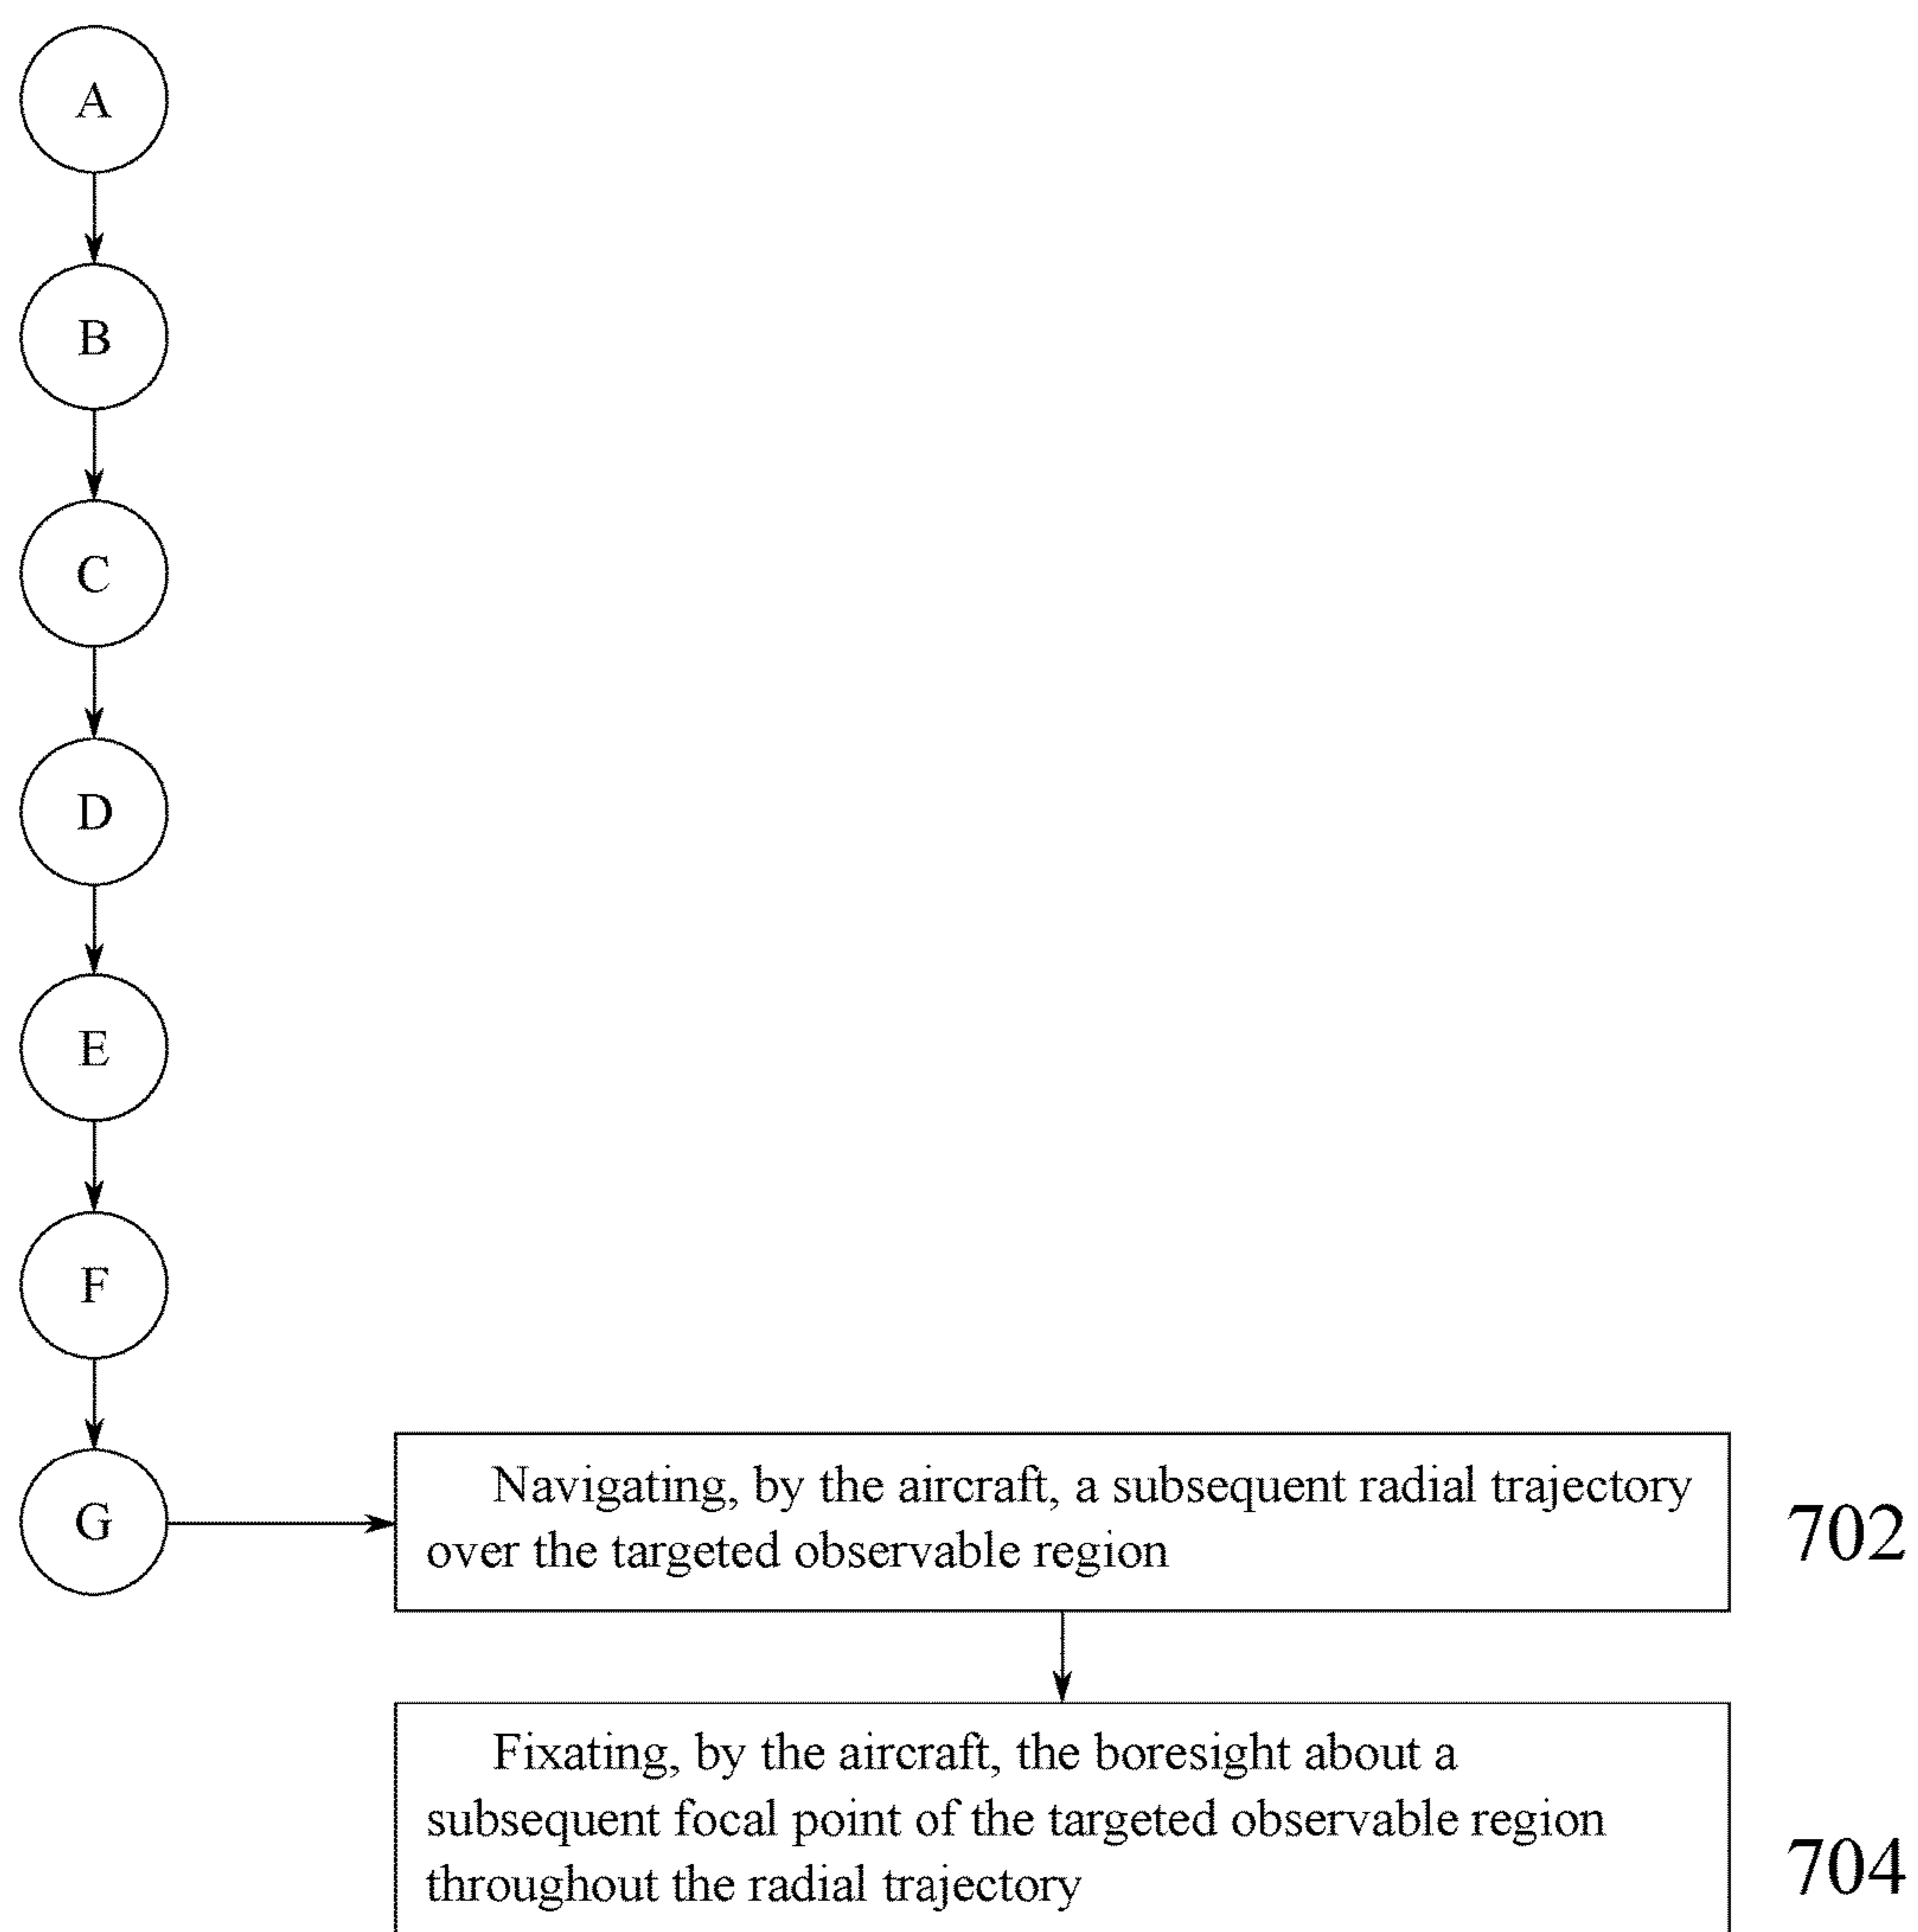 A
B
C
D
E
F
G
Navigating, by the aircraft, a subsequent radial trajectory
over the targeted observable region
702
Fixating, by the aircraft, the boresight about a
subsequent focal point of the targeted observable region
throughout the radial trajectory
704